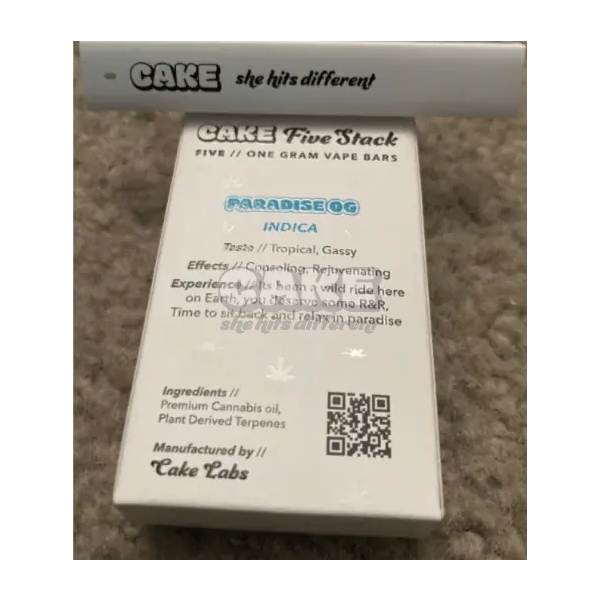 CAKE she hits different
CAKE Five Stack
FIVE // ONE GRAM VAPE BARS
PARADISE OG
INDICA
Taste // Tropical, Gassy
Effects // Consoling, Rejuvenating
Experience // Its been a wild ride here
on Earth, you deserve some R&R,
Time to sit back and relax in paradise
CAKE
she hits different
Ingredients //
Premium Cannabis oil,
Plant Derived Terpenes
Manufactured by //
Cake Labs